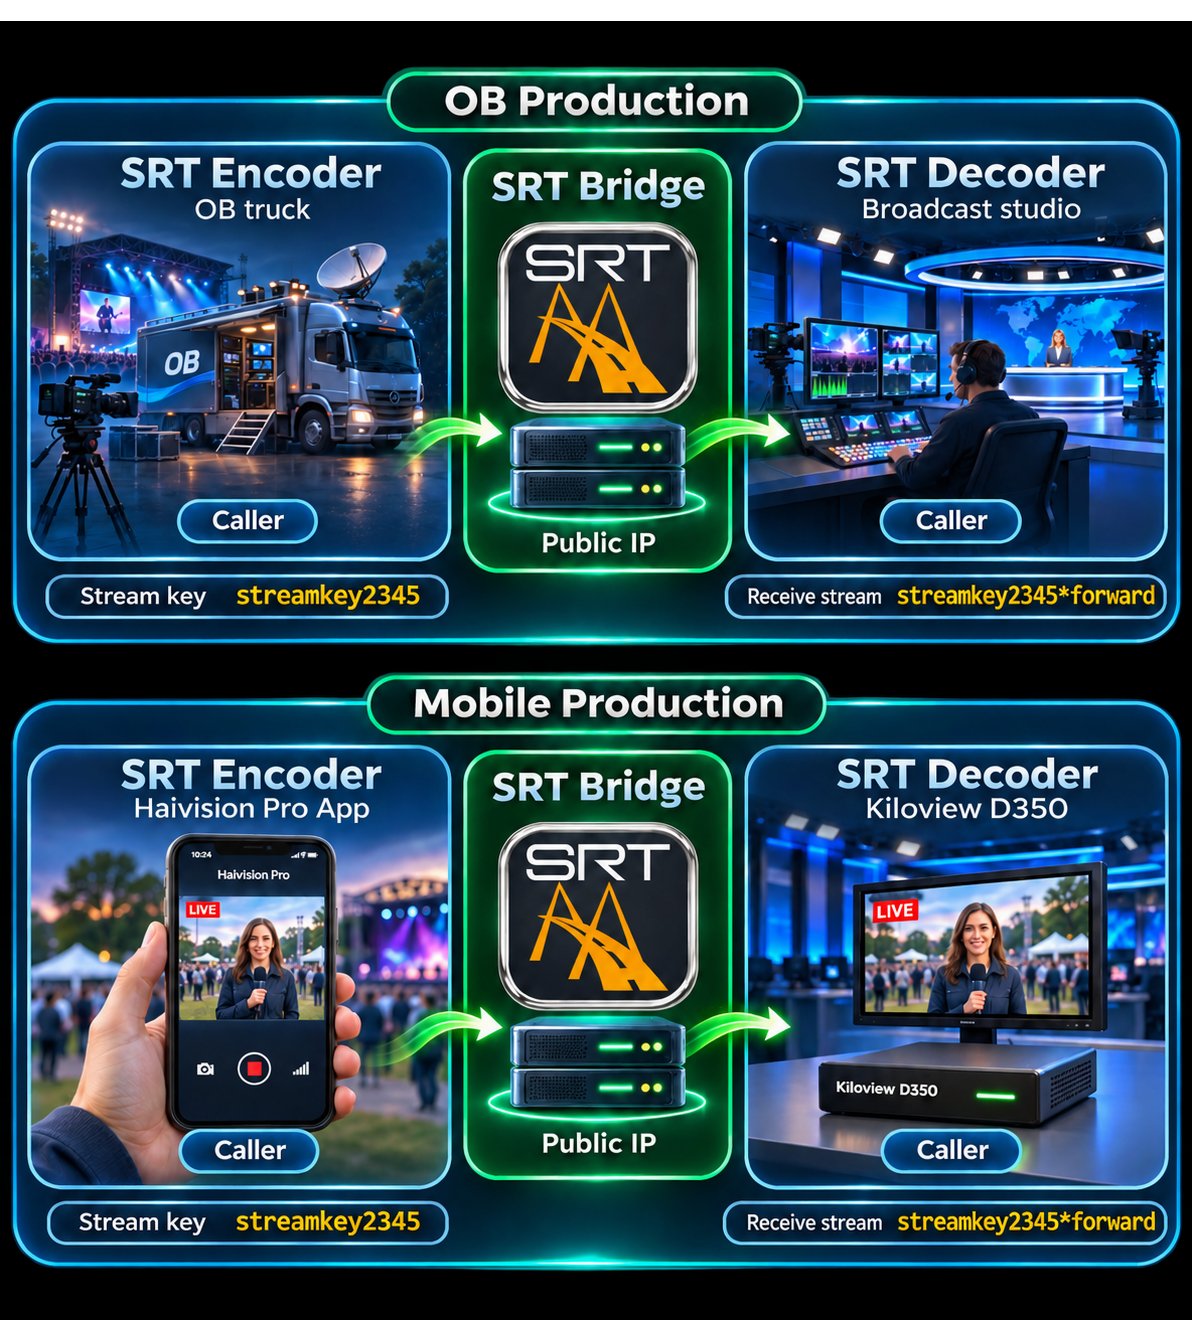 OB Production
SRT Encoder
OB truck
OB
Caller
Stream key streamkey2345
SRT Bridge
SRT
Public IP
SRT Decoder
Broadcast studio
Caller
Receive stream streamkey2345*forward
Mobile Production
SRT Encoder
Haivision Pro App
10:24
Haivision Pro
LIVE
Caller
Stream key streamkey2345
SRT Bridge
SRT
Public IP
SRT Decoder
Kiloview D350
LIVE
Kiloview D350
Caller
Receive stream streamkey2345*forward